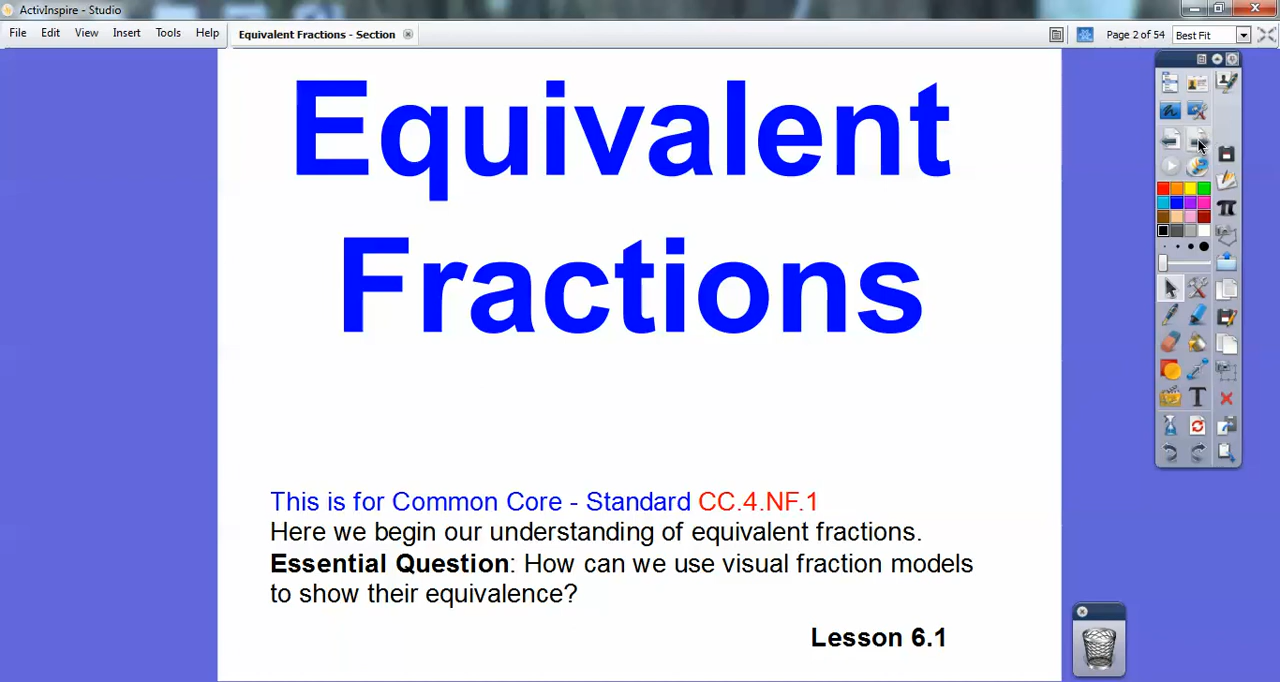 ActivInspire - Studio
File Edit View Insert Tools Help Equivalent Fractions - Section Page 2 of 54 Best Fit
Equivalent
Fractions
This is for Common Core - Standard CC.4.NF.1
Here we begin our understanding of equivalent fractions.
Essential Question: How can we use visual fraction models
to show their equivalence?
Lesson 6.1